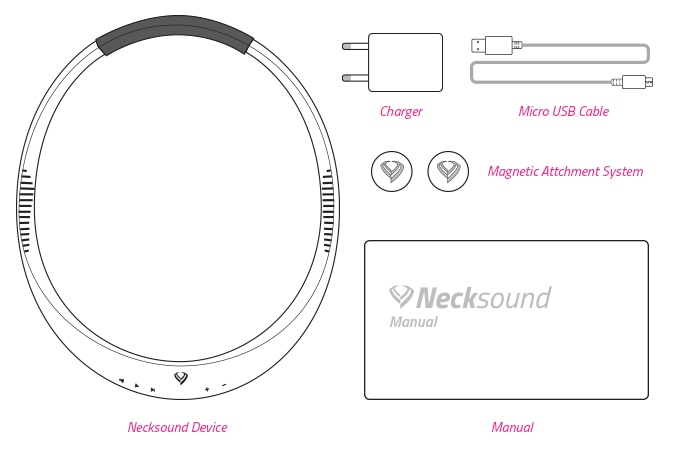 Charger
Micro USB Cable
Magnetic Attchment System
Necksound
Manual
Necksound Device
Manual